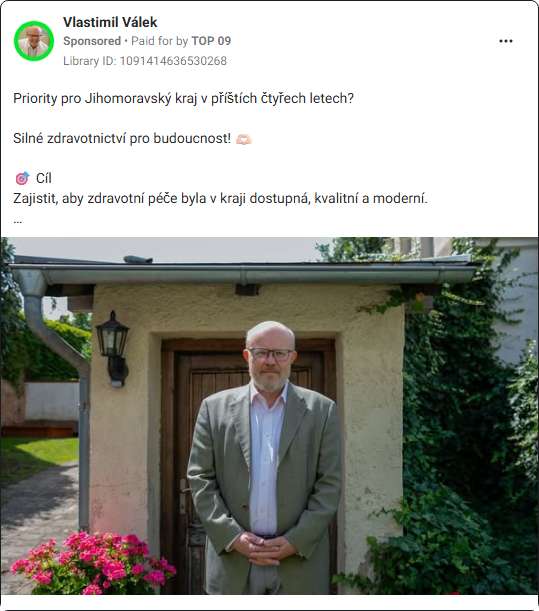 Vlastimil Válek
Sponsored • Paid for by TOP 09
Library ID: 1091414636530268
Priority pro Jihomoravský kraj v příštích čtyřech letech?
Silné zdravotnictví pro budoucnost! 🫶🏻
🎯 Cíl
Zajistit, aby zdravotní péče byla v kraji dostupná, kvalitní a moderní.
...